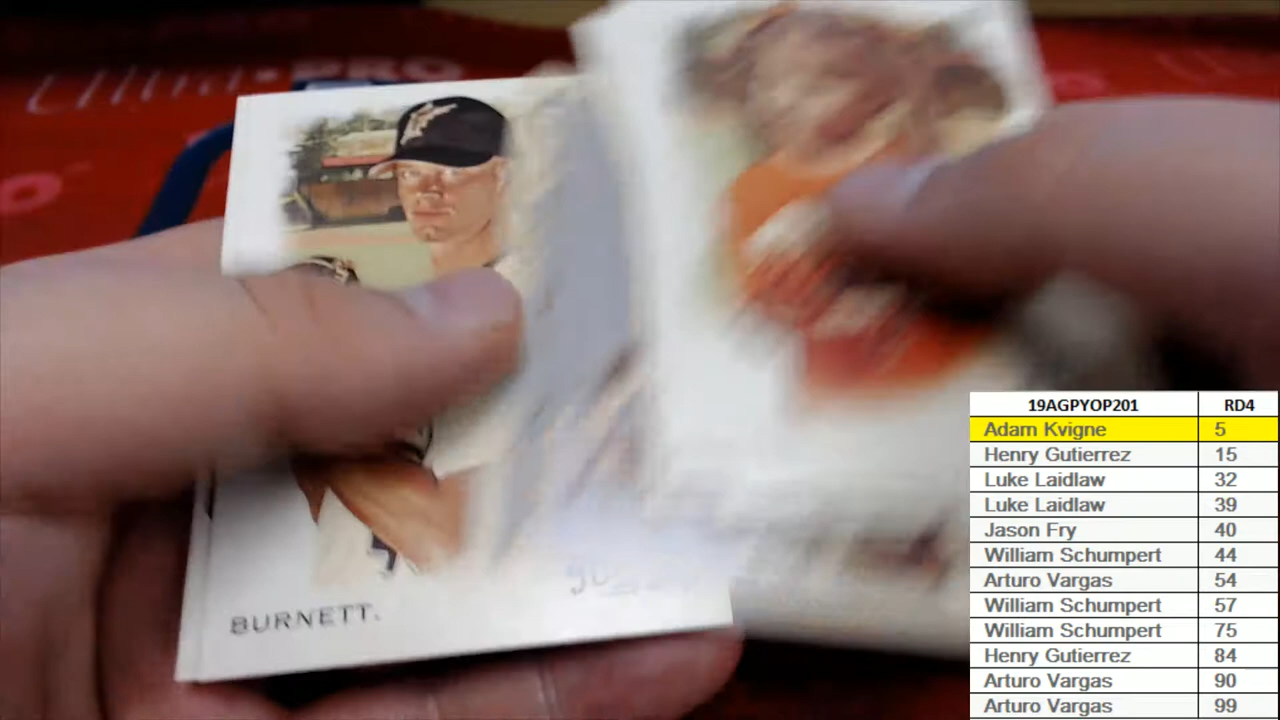 Ultra PRO
BURNETT.
19AGPYOP201 RD4
Adam Kvigne 5
Henry Gutierrez 15
Luke Laidlaw 32
Luke Laidlaw 39
Jason Fry 40
William Schumpert 44
Arturo Vargas 54
William Schumpert 57
William Schumpert 75
Henry Gutierrez 84
Arturo Vargas 90
Arturo Vargas 99